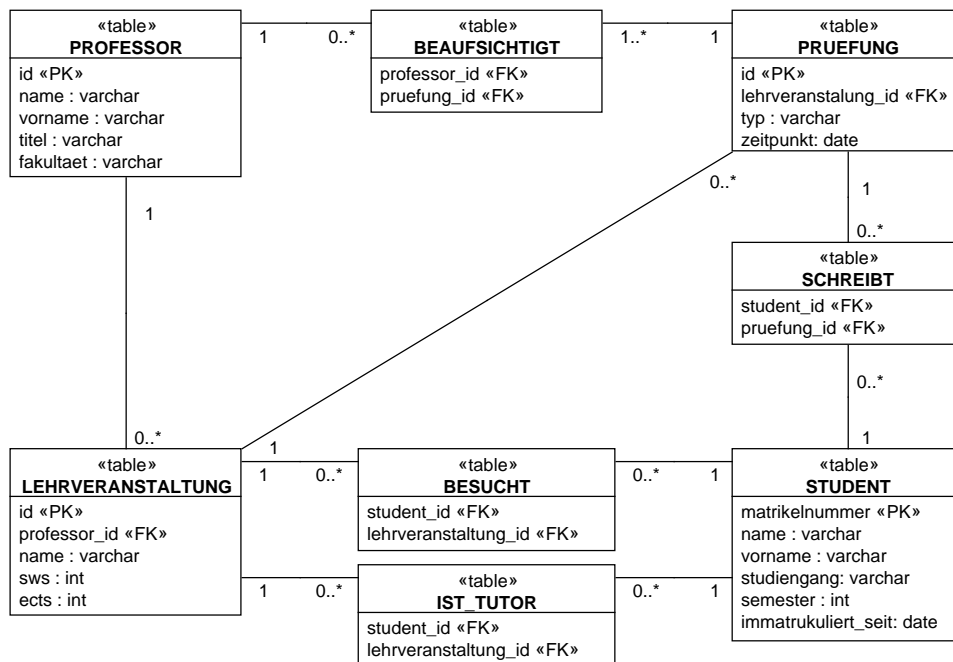 «table»
PROFESSOR
id «PK»
name : varchar
vorname : varchar
titel : varchar
fakultaet : varchar
1
0..*
«table»
BEAUFSICHTIGT
professor_id «FK»
pruefung_id «FK»
1..*
1
«table»
PRUEFUNG
id «PK»
lehrveranstalung_id «FK»
typ : varchar
zeitpunkt: date
1
0..*
1
0..*
«table»
SCHREIBT
student_id «FK»
pruefung_id «FK»
0..*
1
0..*
1
«table»
LEHRVERANSTALTUNG
id «PK»
professor_id «FK»
name : varchar
sws : int
ects : int
1
0..*
«table»
BESUCHT
student_id «FK»
lehrveranstaltung_id «FK»
0..*
1
1
0..*
«table»
IST_TUTOR
student_id «FK»
lehrveranstaltung_id «FK»
0..*
1
«table»
STUDENT
matrikelnummer «PK»
name : varchar
vorname : varchar
studiengang: varchar
semester : int
immatrukuliert_seit: date